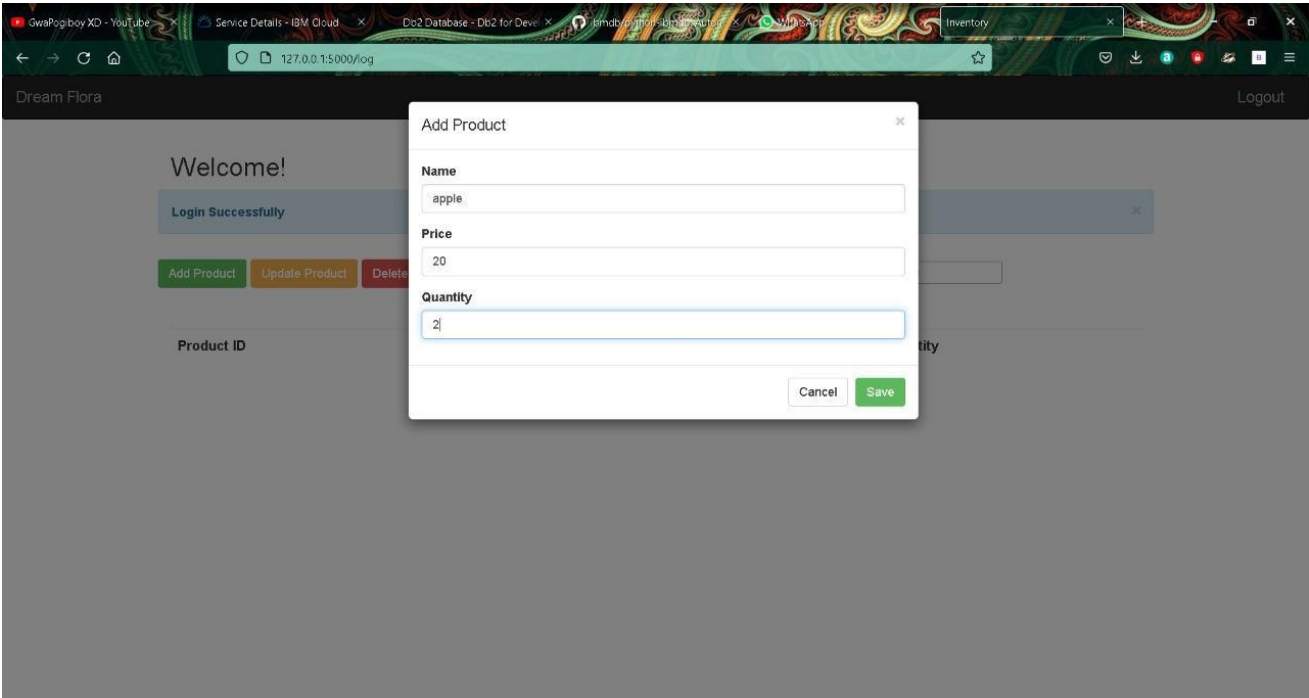 GwaPogiboy XD - YouTube
Service Details - IBM Cloud
Db2 Database - Db2 for Devel
WhatsApp
Inventory
127.0.0.1:5000/log
Dream Flora
Logout
Add Product
Welcome!
Name
apple
Login Successfully
Price
20
Add Product
Update Product
Delete
Quantity
2
Product ID
tity
Cancel
Save